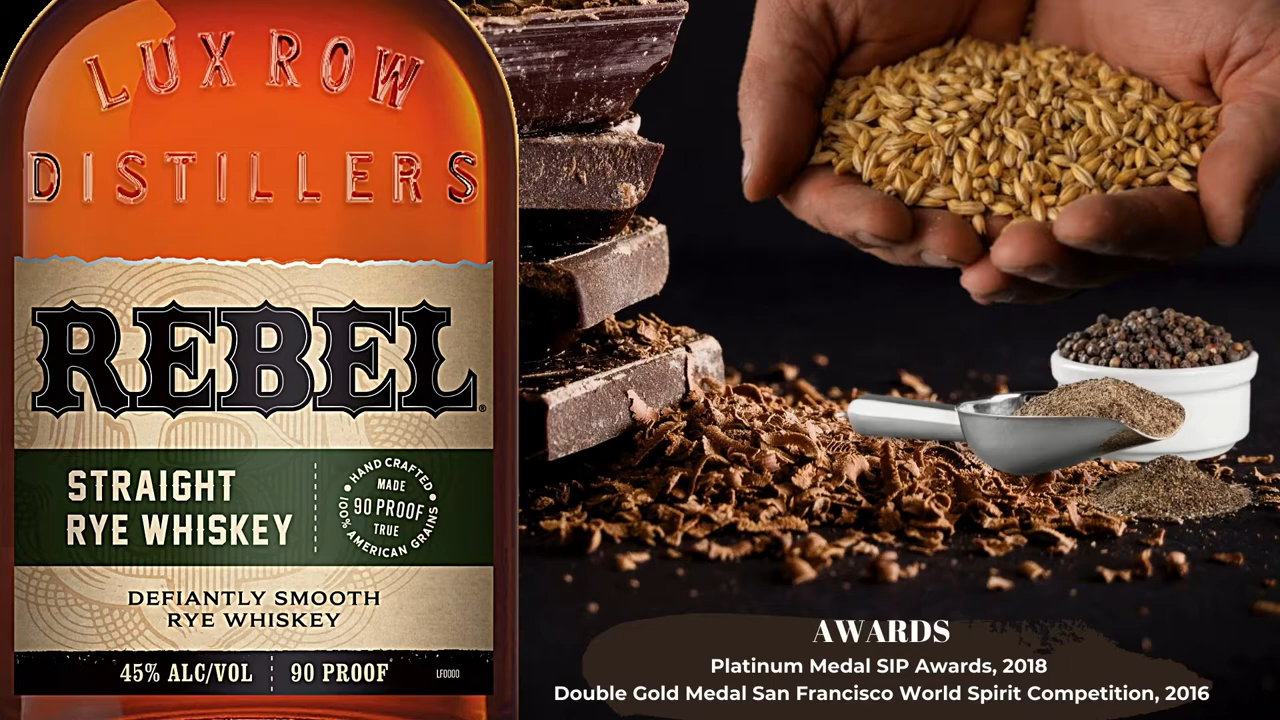 LUX ROW
DISTILLERS
REBEL®
STRAIGHT
RYE WHISKEY
HAND CRAFTED
MADE
90 PROOF
TRUE
100% AMERICAN GRAINS
DEFIANTLY SMOOTH
RYE WHISKEY
45% ALC/VOL 90 PROOF LF0000
AWARDS
Platinum Medal SIP Awards, 2018
Double Gold Medal San Francisco World Spirit Competition, 2016